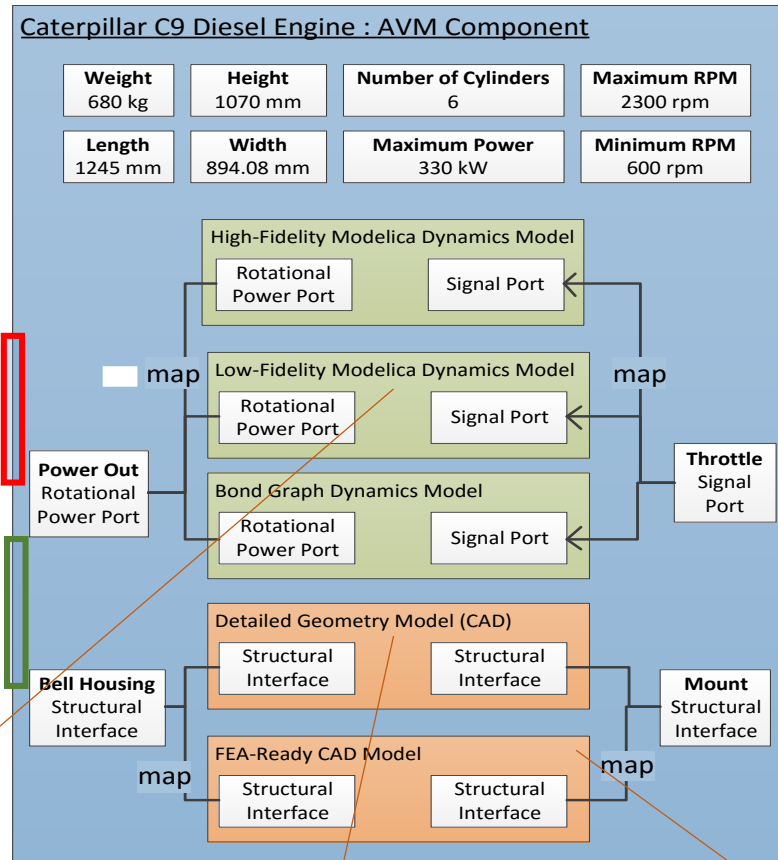 Caterpillar C9 Diesel Engine : AVM Component
Weight
680 kg
Height
1070 mm
Number of Cylinders
6
Maximum RPM
2300 rpm
Length
1245 mm
Width
894.08 mm
Maximum Power
330 kW
Minimum RPM
600 rpm
High-Fidelity Modelica Dynamics Model
Rotational
Power Port
Signal Port
map
map
Low-Fidelity Modelica Dynamics Model
Rotational
Power Port
Signal Port
Power Out
Rotational
Power Port
Throttle
Signal
Port
Bond Graph Dynamics Model
Rotational
Power Port
Signal Port
Detailed Geometry Model (CAD)
Structural
Interface
Structural
Interface
Bell Housing
Structural
Interface
Mount
Structural
Interface
FEA-Ready CAD Model
map
map
Structural
Interface
Structural
Interface